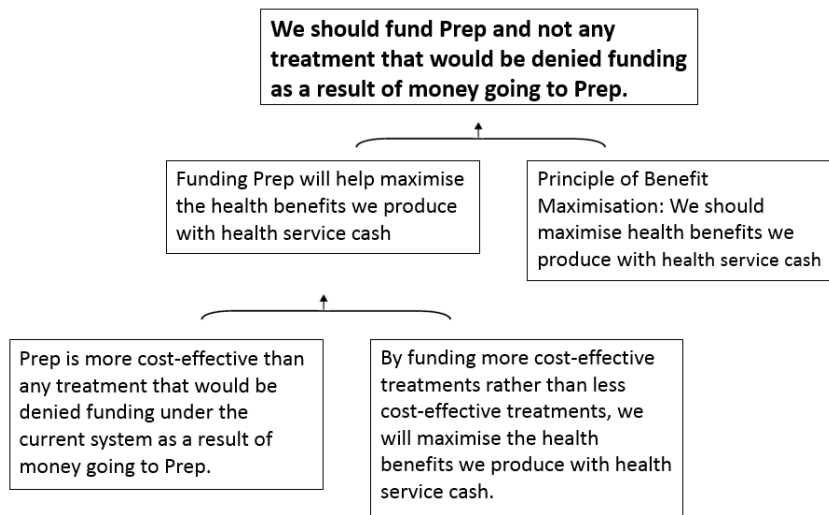 We should fund Prep and not any
treatment that would be denied funding
as a result of money going to Prep.
Funding Prep will help maximise
the health benefits we produce
with health service cash
Principle of Benefit
Maximisation: We should
maximise health benefits we
produce with health service cash
Prep is more cost-effective than
any treatment that would be
denied funding under the
current system as a result of
money going to Prep.
By funding more cost-effective
treatments rather than less
cost-effective treatments, we
will maximise the health
benefits we produce with health
service cash.